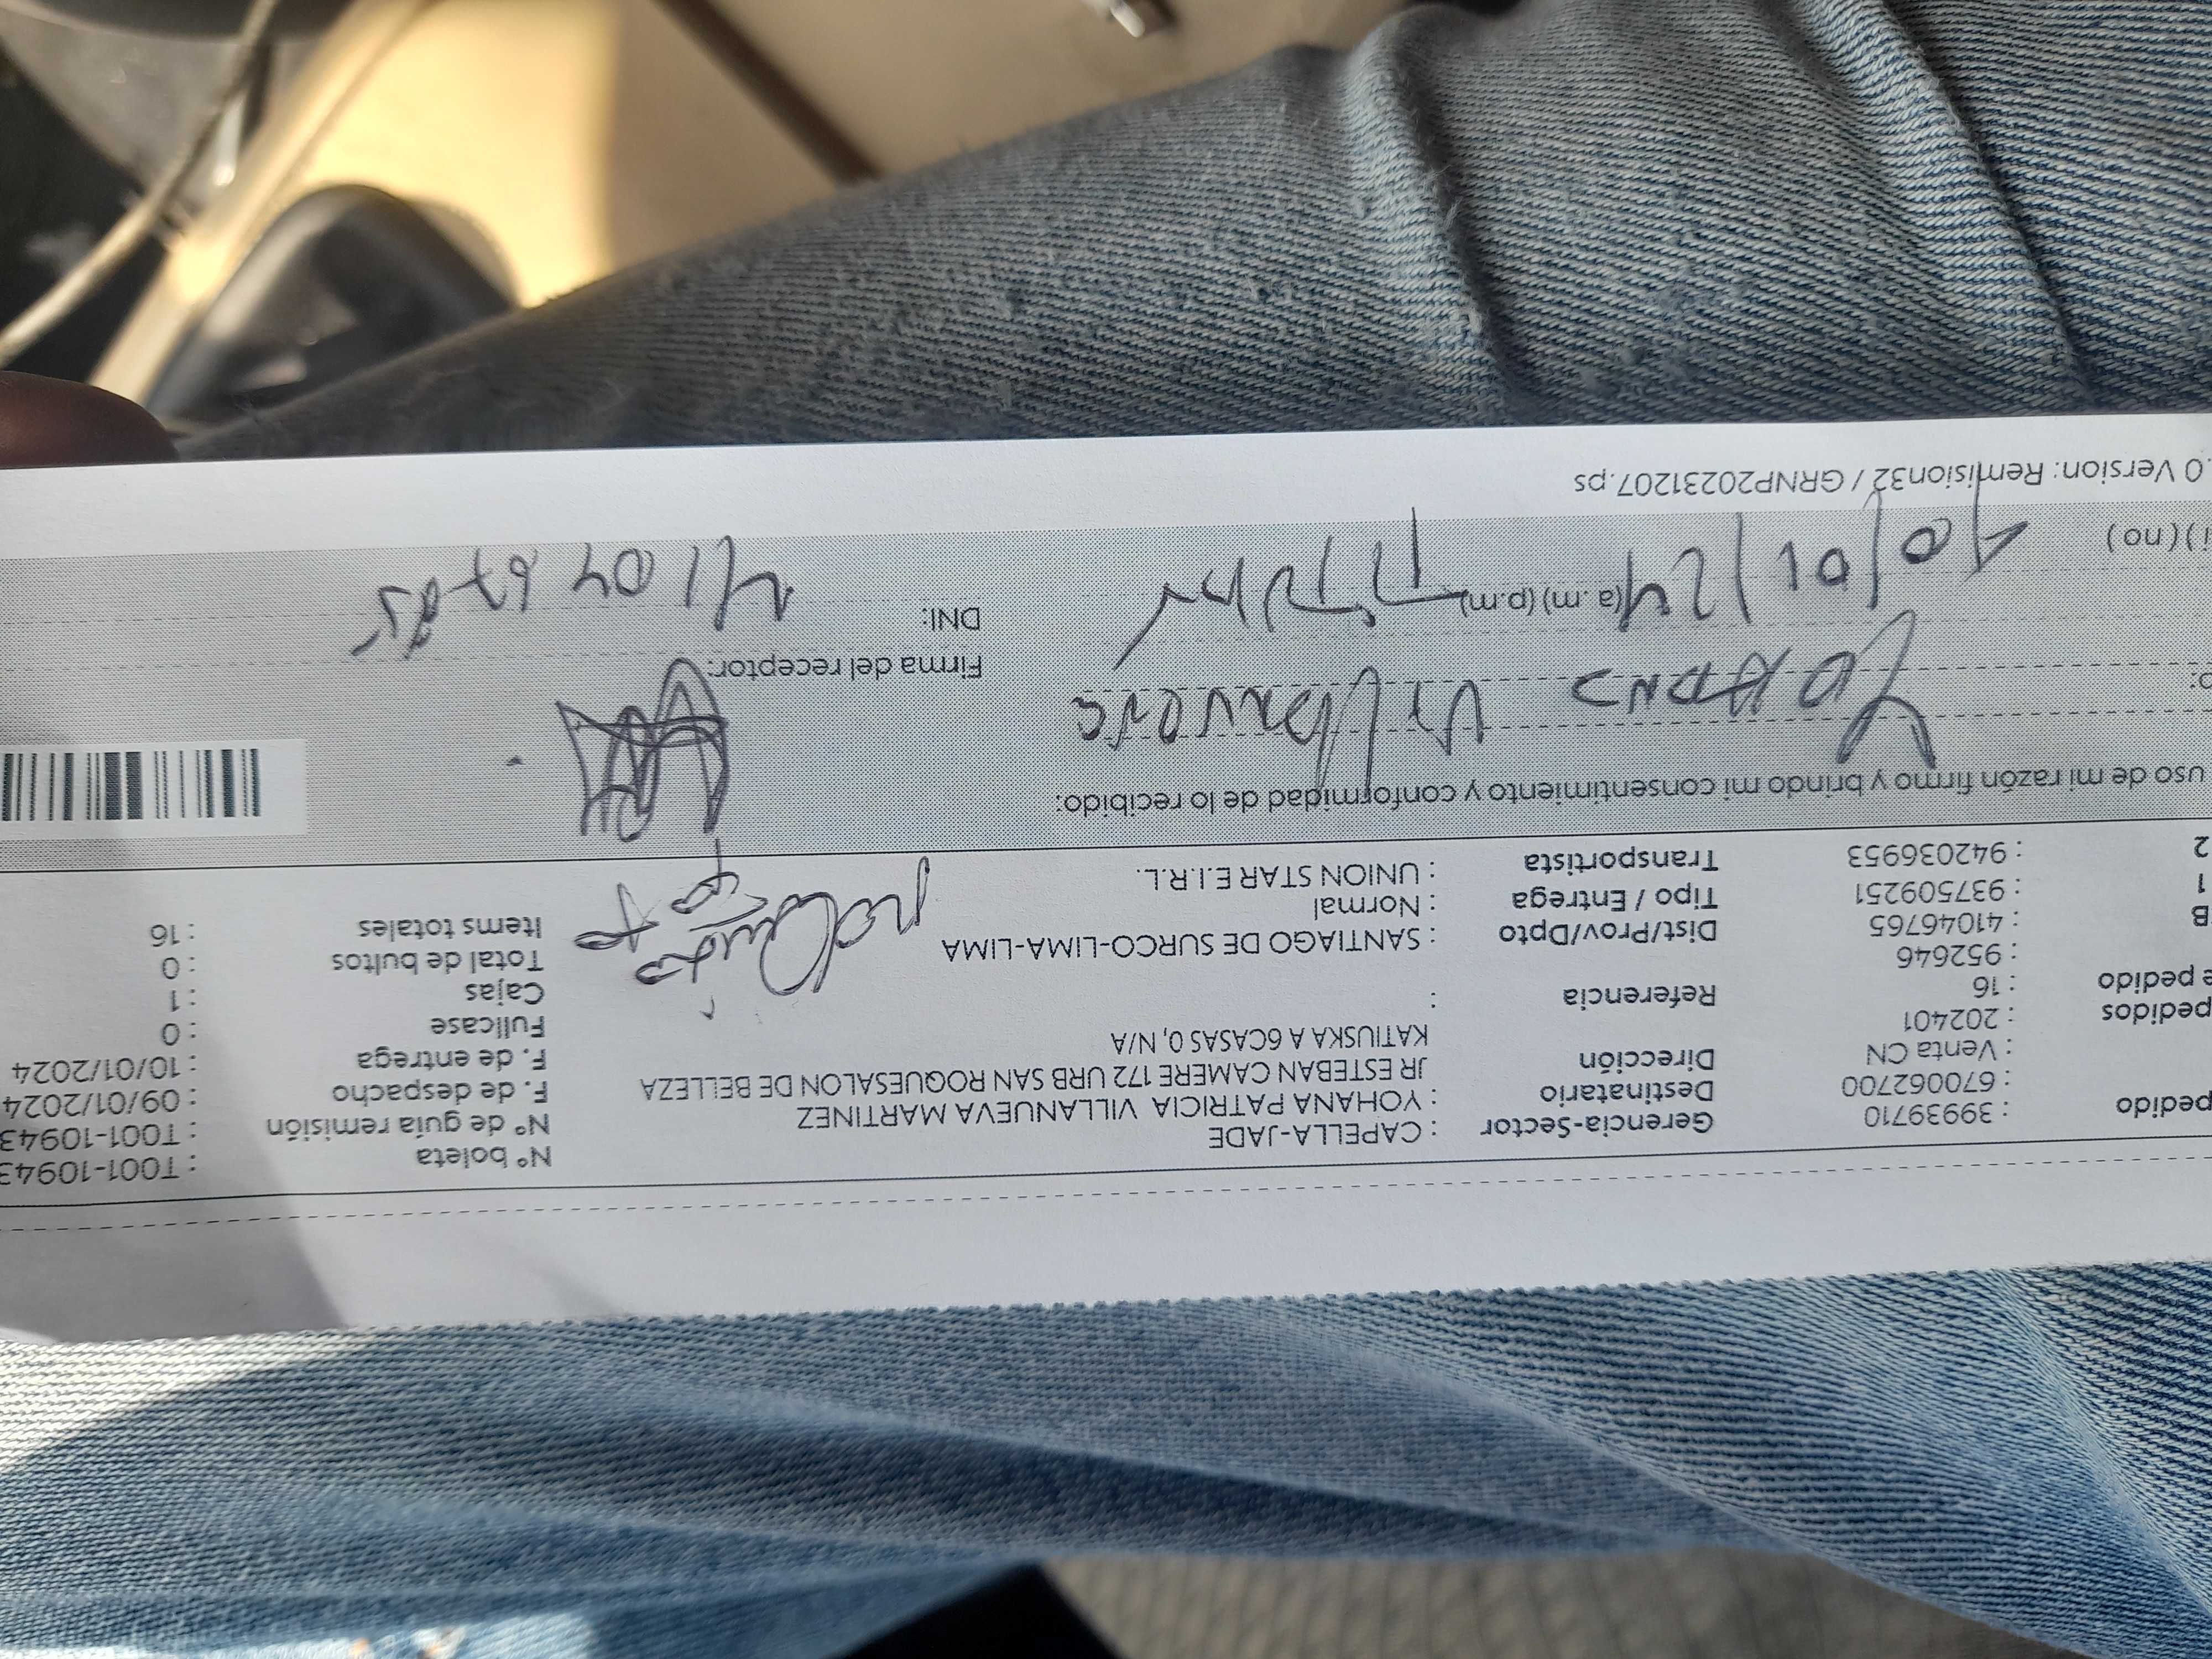 Nº boleta : T001-10943
pedido : 39939710 Gerencia-Sector : CAPELLA-JADE Nº de guía remisión : T001-10943
: 670062700 Destinatario : YOHANA PATRICIA VILLANUEVA MARTINEZ F. de despacho : 09/01/2024
: Venta CN Dirección JR ESTEBAN CAMERE 172 URB SAN ROQUESALON DE BELLEZA F. de entrega : 10/01/2024
pedidos : 202401 KATIUSKA A 6CASAS 0, N/A Fullcase : 0
e pedido : 16 Referencia : Cajas : 1
: 952646 Total de bultos : 0
B : 41046765 Dist/Prov/Dpto : SANTIAGO DE SURCO-LIMA-LIMA Items totales : 16
1 : 937509251 Tipo / Entrega : Normal
2 : 942036953 Transportista : UNION STAR E.I.R.L.
uso de mi razón firmo y brindo mi consentimiento y conformidad de lo recibido:
o: Firma del receptor:
i) (no) 10/01/24 (a. m) (p.m) DNI:
.0 Version: Remision32 / GRNP20231207.ps